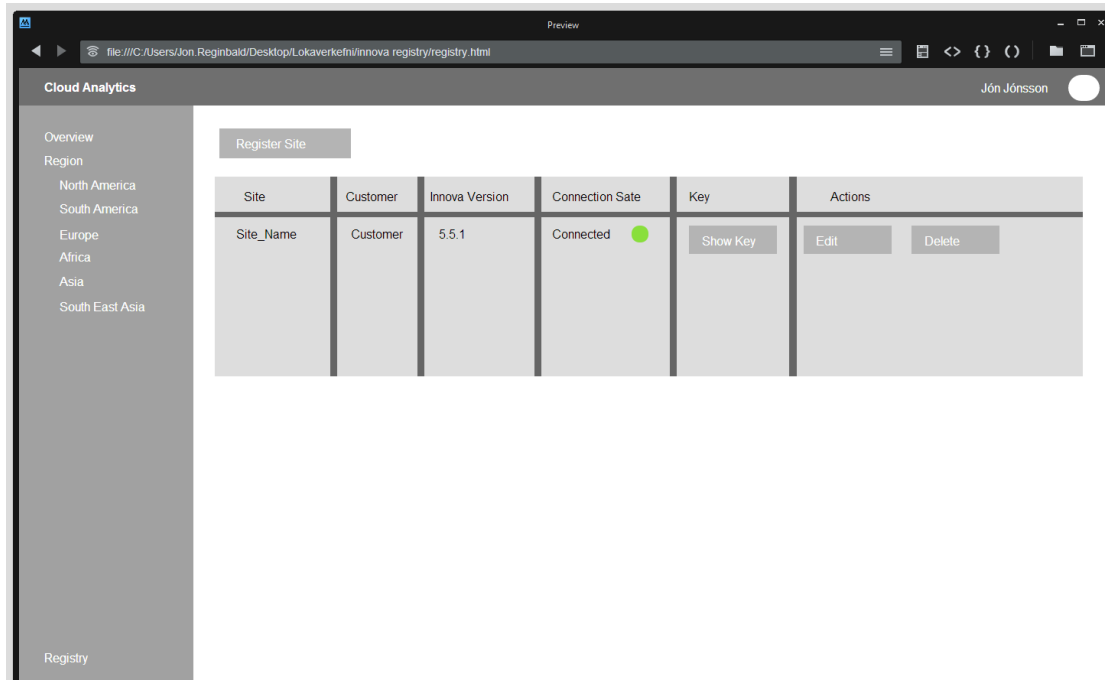 Preview
file:///C:/Users/Jon.Reginbald/Desktop/Lokaverkefni/innova registry/registry.html
Cloud Analytics
Jón Jónsson
Overview
Region
North America
South America
Europe
Africa
Asia
South East Asia
Registry
Register Site
Site Customer Innova Version Connection Sate Key Actions
Site_Name Customer 5.5.1 Connected Show Key Edit Delete